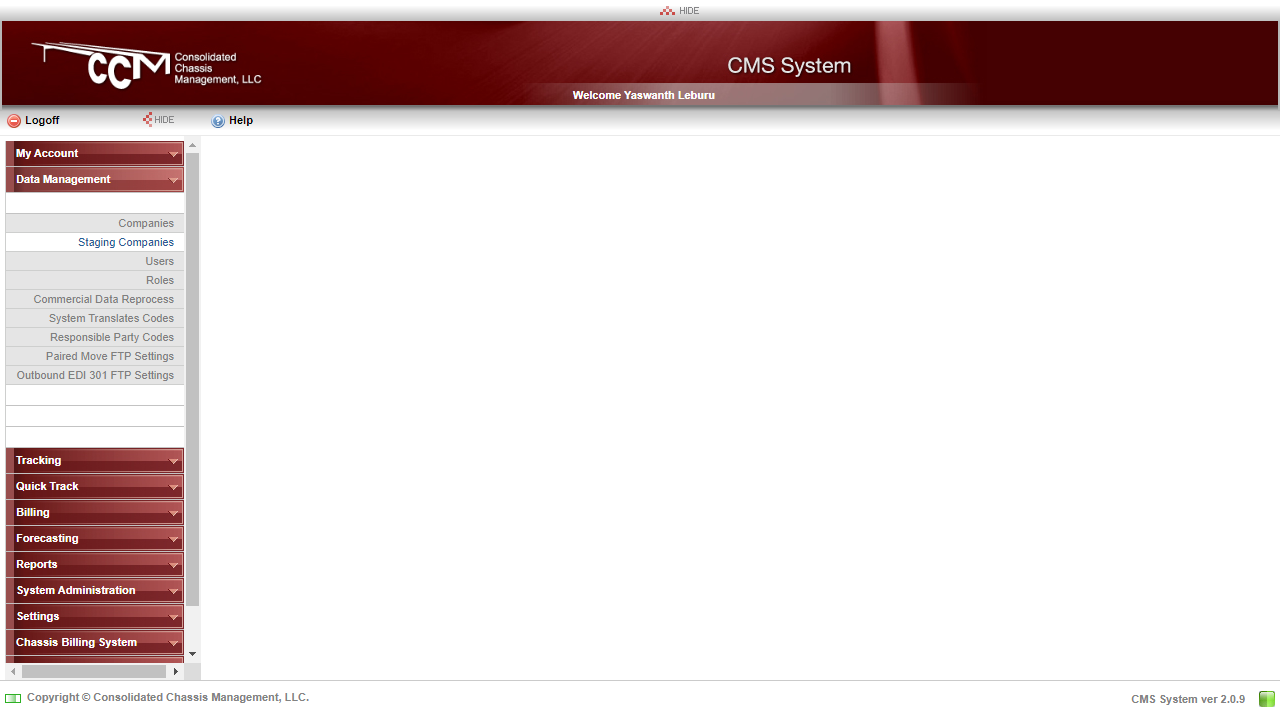 HIDE
CCM
Consolidated
Chassis
Management, LLC
CMS System
Welcome Yaswanth Leburu
Logoff
HIDE
Help
My Account
Data Management
Companies
Staging Companies
Users
Roles
Commercial Data Reprocess
System Translates Codes
Responsible Party Codes
Paired Move FTP Settings
Outbound EDI 301 FTP Settings
Tracking
Quick Track
Billing
Forecasting
Reports
System Administration
Settings
Chassis Billing System
Copyright © Consolidated Chassis Management, LLC.
CMS System ver 2.0.9